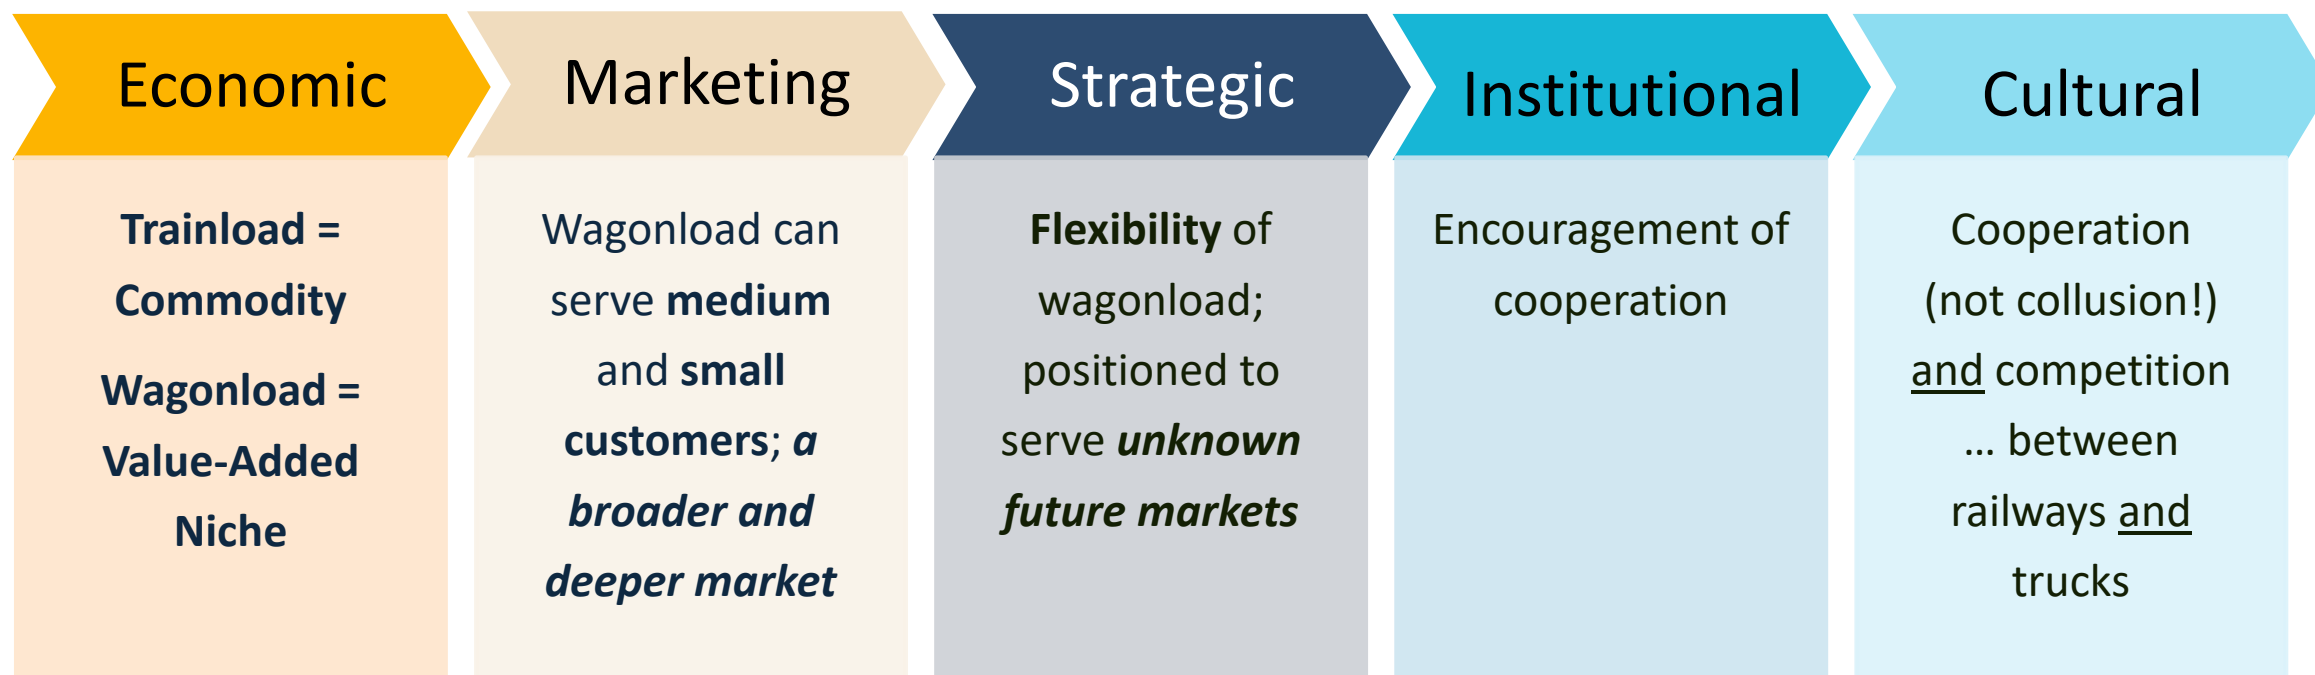 Economic
Trainload =
Commodity
Wagonload =
Value-Added
Niche
Marketing
Wagonload can
serve medium
and small
customers; a
broader and
deeper market
Strategic
Flexibility of
wagonload;
positioned to
serve unknown
future markets
Institutional
Encouragement of
cooperation
Cultural
Cooperation
(not collusion!)
and competition
... between
railways and
trucks